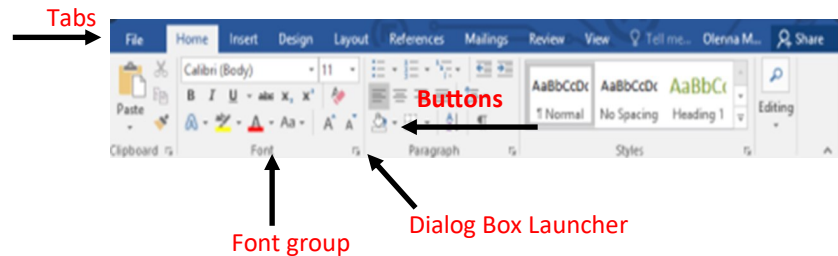 Tabs
File Home Insert Design Layout References Mailings Review View Tell me... Olenna M... Share
Calibri (Body) 11
AaBbCcDc AaBbCcDc AaBbCc
Paste B I U abc X₂ X² Buttons ¶ Normal No Spacing Heading 1 Editing
A Aa A A
Clipboard Font Paragraph Styles
Dialog Box Launcher
Font group